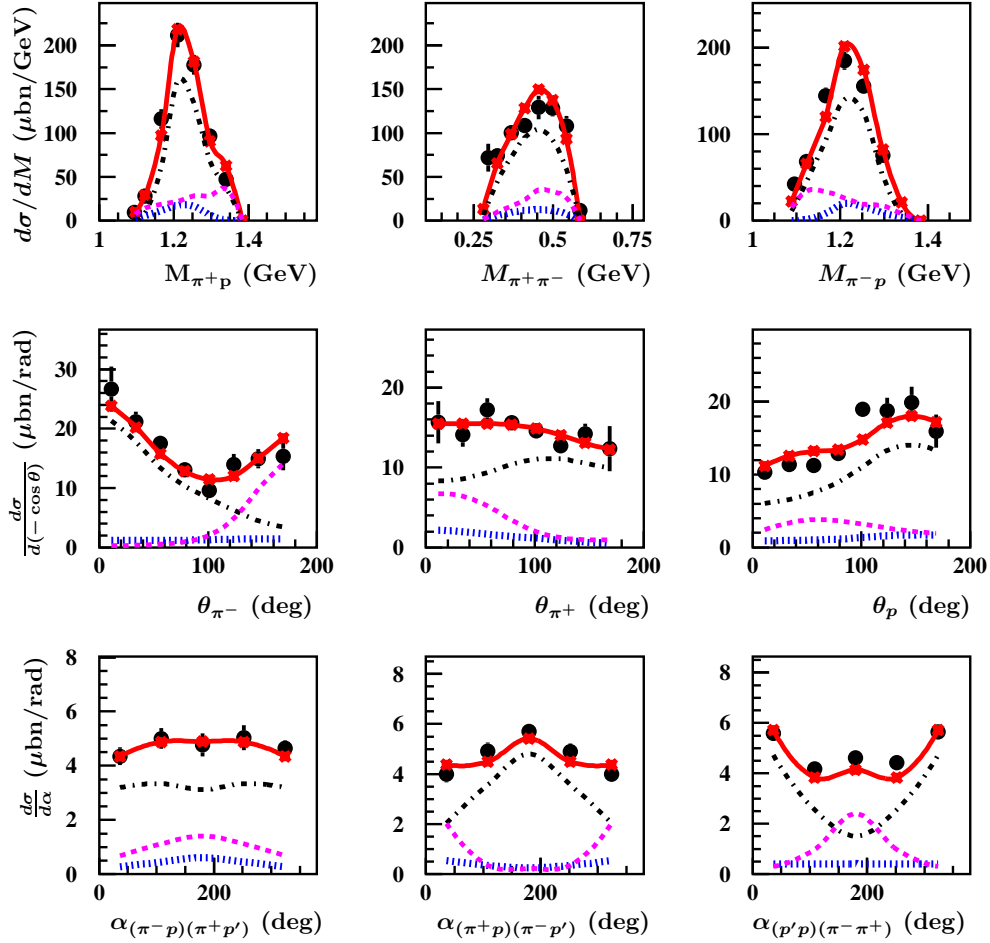 dσ/dM (μbn/GeV)
200
150
100
50
0
1 1.2 1.4
M_{π⁺p} (GeV)
200
150
100
50
0
0.25 0.5 0.75
M_{π⁺π⁻} (GeV)
200
150
100
50
0
1 1.2 1.4
M_{π⁻p} (GeV)
dσ/d(− cos θ) (μbn/rad)
30
20
10
0
0 100 200
θ_{π⁻} (deg)
20
10
0
0 100 200
θ_{π⁺} (deg)
20
10
0
0 100 200
θ_p (deg)
dσ/dα (μbn/rad)
8
6
4
2
0
0 200
α_{(π⁻p)(π⁺p′)} (deg)
8
6
4
2
0
0 200
α_{(π⁺p)(π⁻p′)} (deg)
8
6
4
2
0
0 200
α_{(p′p)(π⁻π⁺)} (deg)